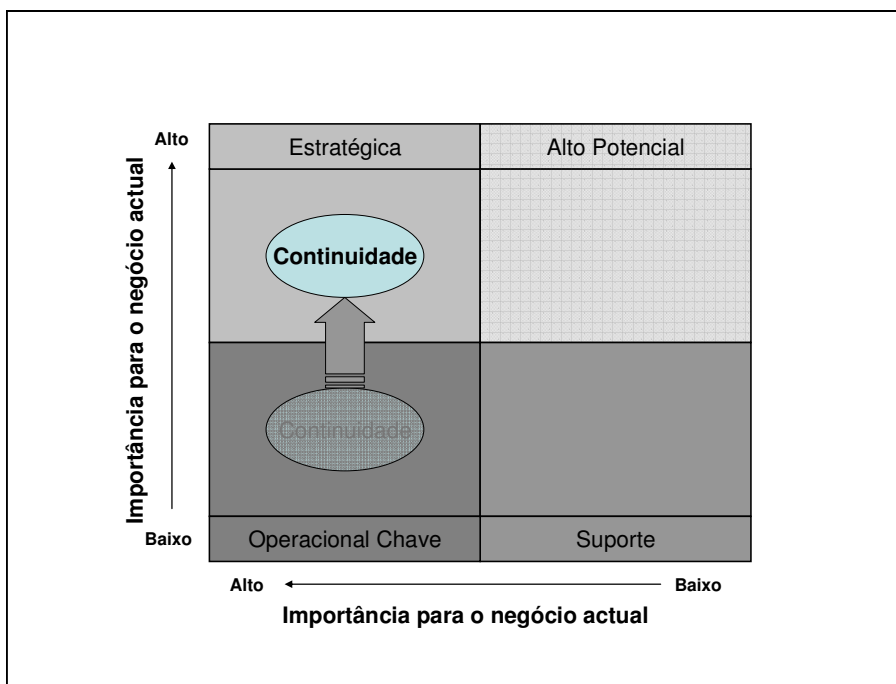 Alto
Estratégica
Alto Potencial
Importância para o negócio actual
Continuidade
Continuidade
Baixo
Operacional Chave
Suporte
Alto
Baixo
Importância para o negócio actual